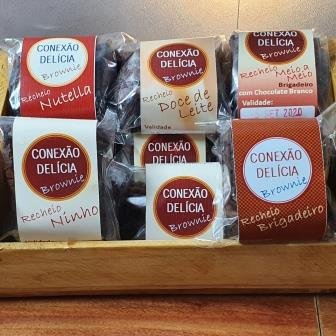 CONEXÃO
DELÍCIA
Brownie
Recheio
Nutella
CONEXÃO
DELÍCIA
Brownie
Recheio
Doce de
Leite
Validade
CONEXÃO
DELÍCIA
Brownie
Recheio Meio a
Meio
Brigadeiro
com Chocolate Branco
Validade:
SET 2020
CONEXÃO
DELÍCIA
Brownie
Recheio
Ninho
CONEXÃO
DELÍCIA
CONEXÃO
DELÍCIA
Brownie
CONEXÃO
DELÍCIA
Brownie
Recheio
Brigadeiro